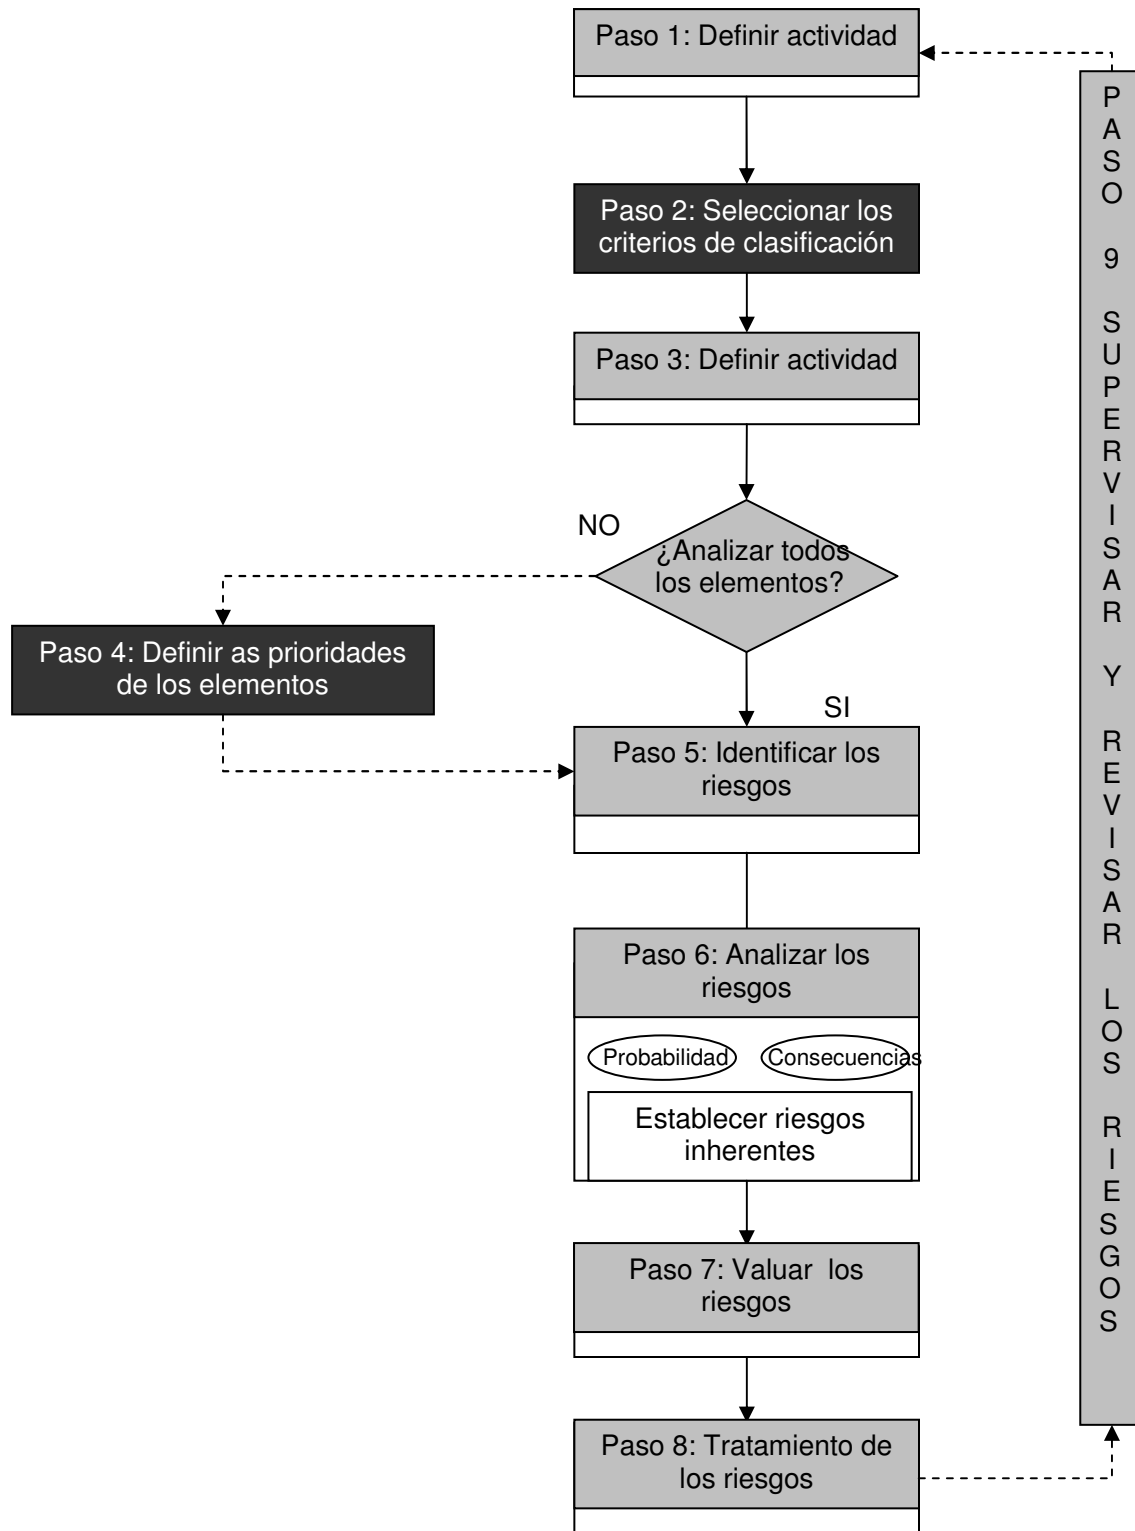 Paso 1: Definir actividad
Paso 2: Seleccionar los
criterios de clasificación
Paso 3: Definir actividad
NO
¿Analizar todos
los elementos?
Paso 4: Definir as prioridades
de los elementos
SI
Paso 5: Identificar los
riesgos
Paso 6: Analizar los
riesgos
Probabilidad
Consecuencias
Establecer riesgos
inherentes
Paso 7: Valuar  los
riesgos
Paso 8: Tratamiento de
los riesgos
PASO 9 SUPERVISAR Y REVISAR LOS RIESGOS